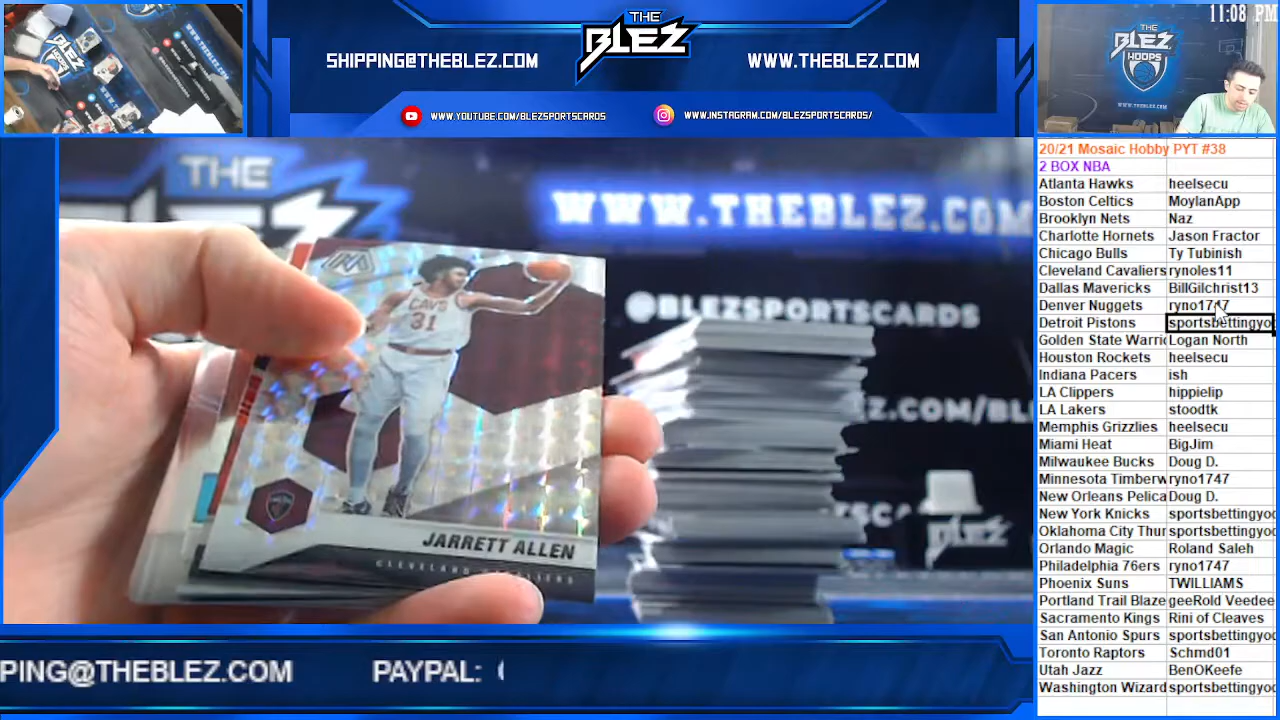 11:08 PM
THE
BLEZ
SHIPPING@THEBLEZ.COM
WWW.THEBLEZ.COM
WWW.YOUTUBE.COM/BLEZSPORTSCARDS
WWW.INSTAGRAM.COM/BLEZSPORTSCARDS/
THE
BLEZ
HOOPS
WWW.THEBLEZ.COM
THE
WWW.THEBLEZ.COM
@BLEZSPORTSCARDS
Z.COM/BL
CAVS
31
JARRETT ALLEN
CLEVELAND CAVALIERS
20/21 Mosaic Hobby PYT #38
2 BOX NBA
Atlanta Hawks heelsecu
Boston Celtics MoylanApp
Brooklyn Nets Naz
Charlotte Hornets Jason Fractor
Chicago Bulls Ty Tubinish
Cleveland Cavaliers rynoles11
Dallas Mavericks BillGilchrist13
Denver Nuggets ryno1747
Detroit Pistons sportsbettingyo
Golden State Warri Logan North
Houston Rockets heelsecu
Indiana Pacers ish
LA Clippers hippielip
LA Lakers stoodtk
Memphis Grizzlies heelsecu
Miami Heat BigJim
Milwaukee Bucks Doug D.
Minnesota Timberw ryno1747
New Orleans Pelica Doug D.
New York Knicks sportsbettingyo
Oklahoma City Thur sportsbettingyo
Orlando Magic Roland Saleh
Philadelphia 76ers ryno1747
Phoenix Suns TWILLIAMS
Portland Trail Blaze geeRold Veedee
Sacramento Kings Rini of Cleaves
San Antonio Spurs sportsbettingyo
Toronto Raptors Schmd01
Utah Jazz BenOKeefe
Washington Wizard sportsbettingyo
PING@THEBLEZ.COM PAYPAL: